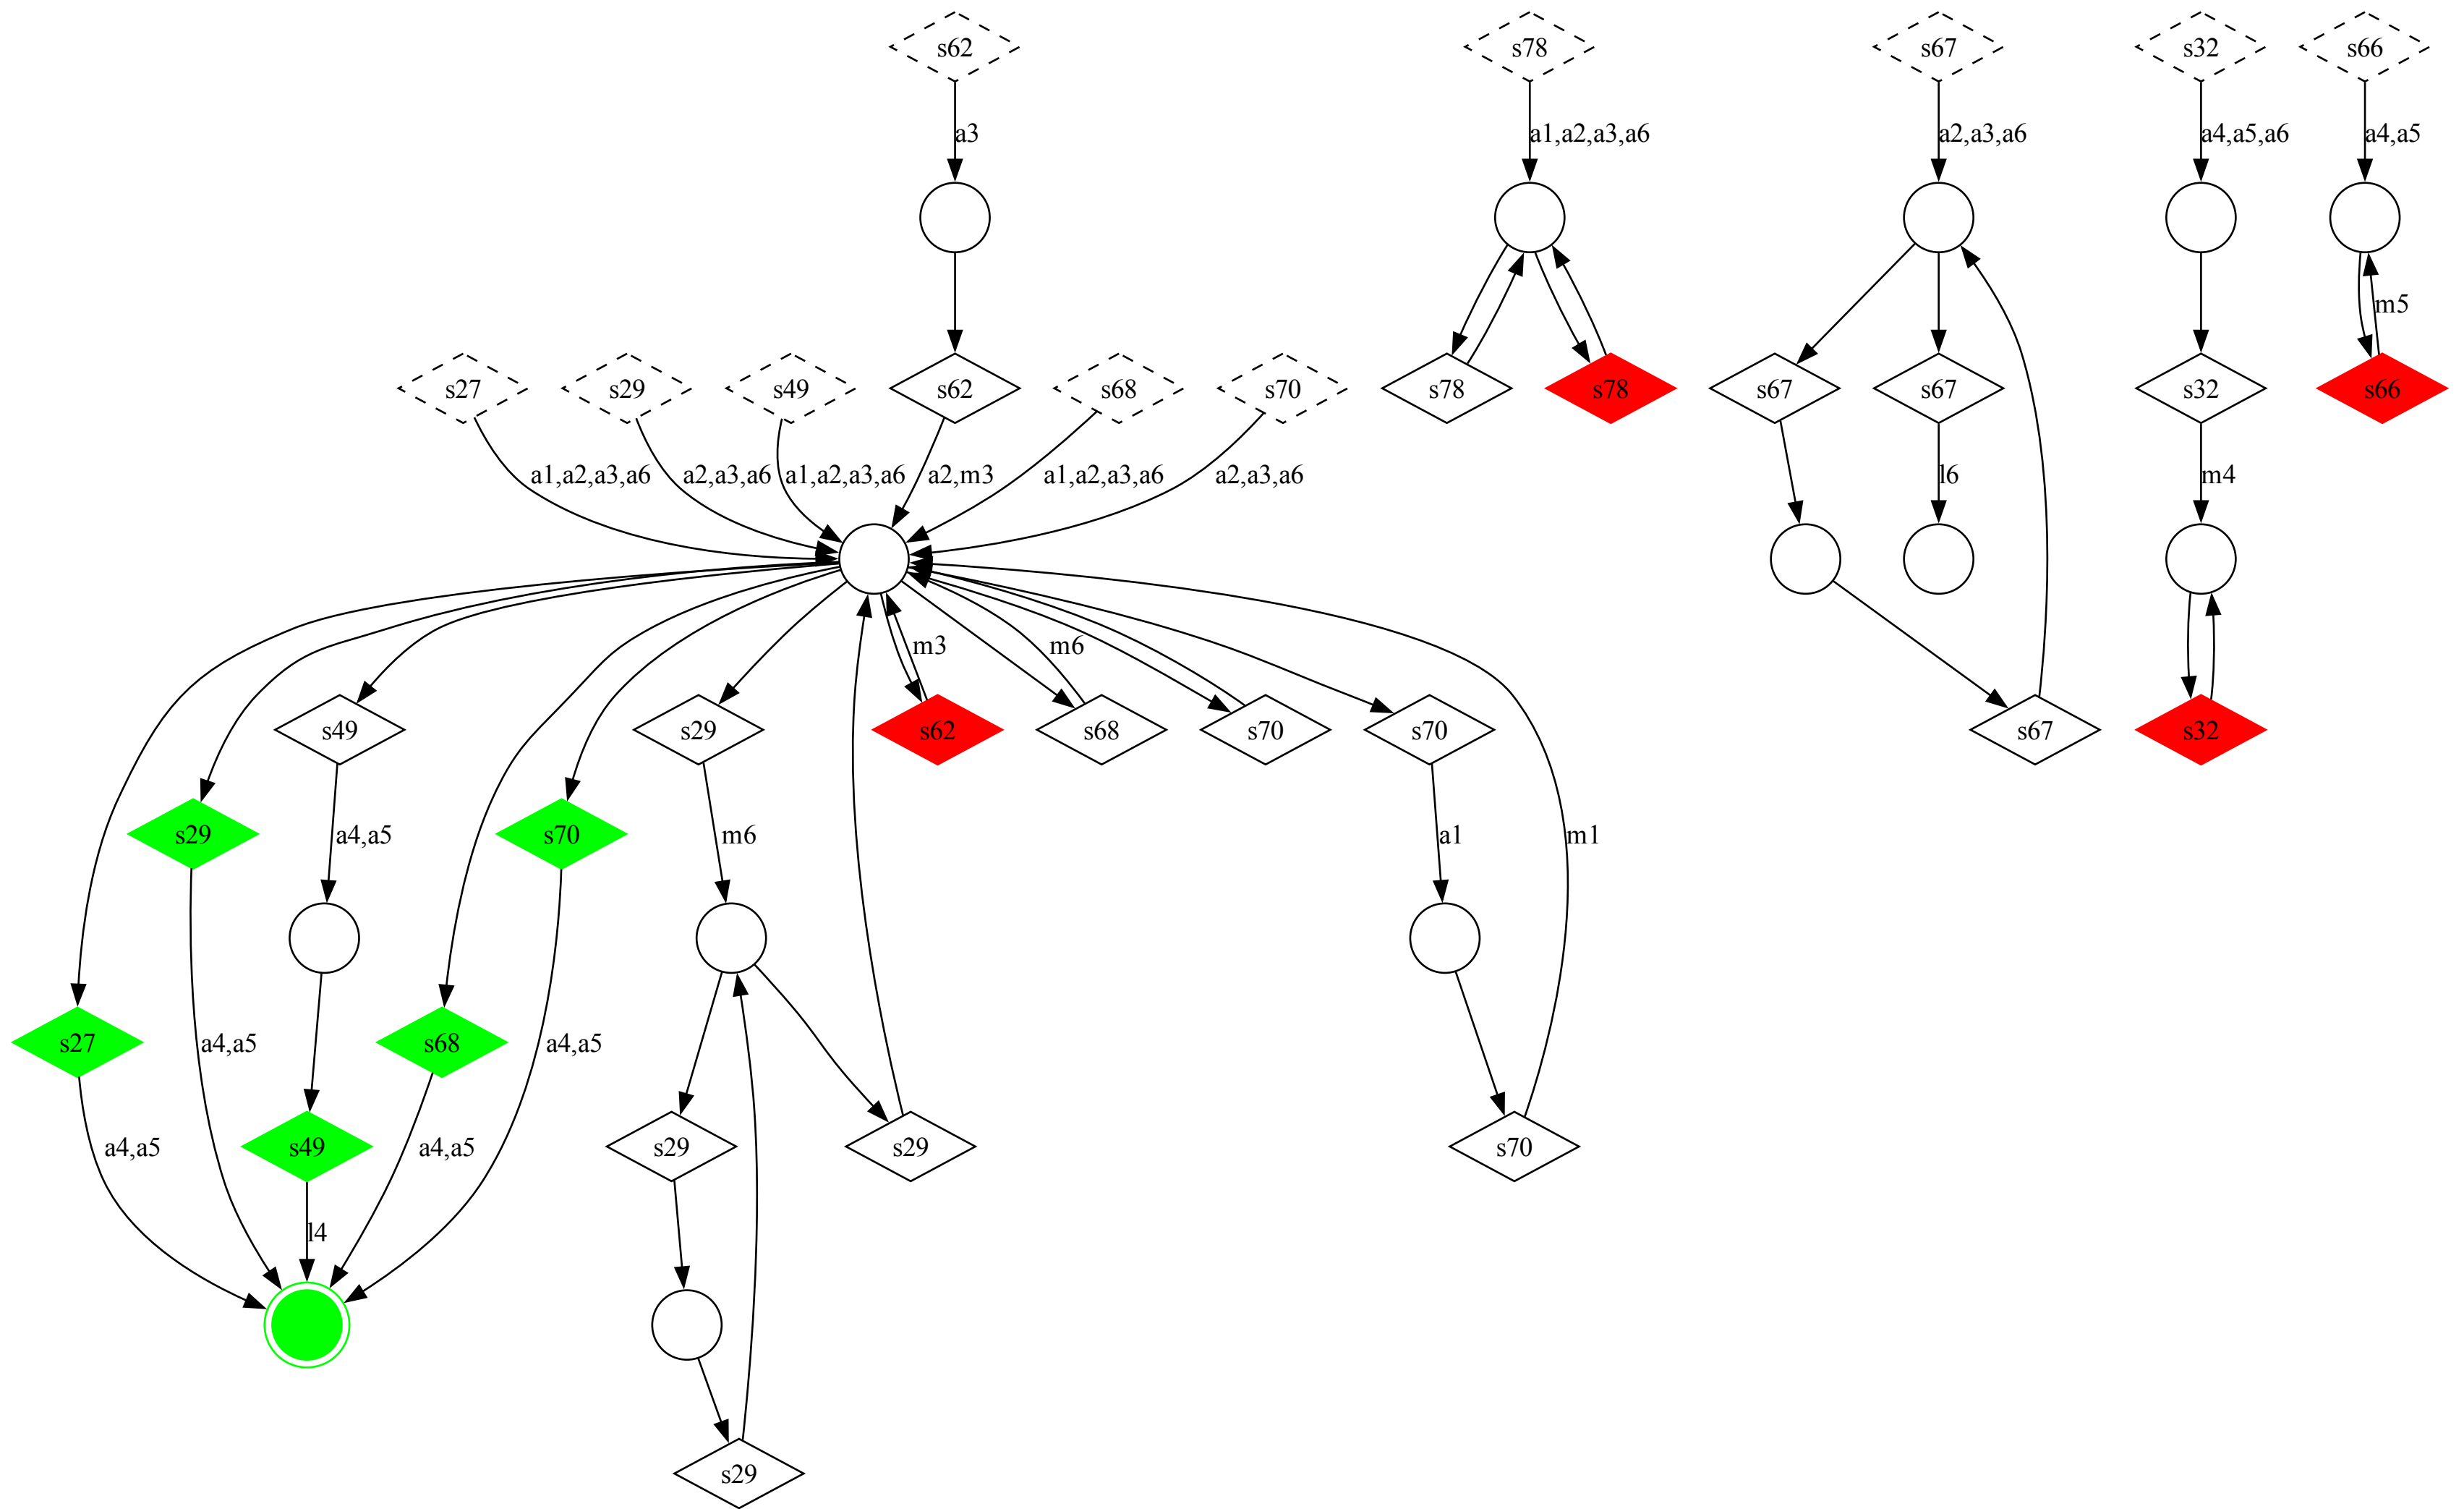 s62 s78 s67 s32 s66
a3 a1,a2,a3,a6 a2,a3,a6 a4,a5,a6 a4,a5
m5
s27 s29 s49 s62 s68 s70 s78 s78 s67 s67 s32 s66
a1,a2,a3,a6 a2,a3,a6 a1,a2,a3,a6 a2,m3 a1,a2,a3,a6 a2,a3,a6 l6 m4
m3 m6
s49 s29 s62 s68 s70 s70 s67 s32
s29 a4,a5 s70 m6 a1 m1
s27 a4,a5 s68 a4,a5
a4,a5 s49 a4,a5 s29 s29 s70
l4
s29